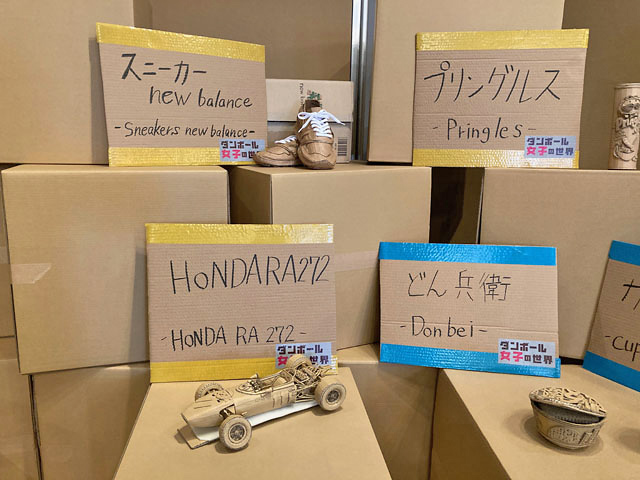 スニーカー
new balance
-Sneakers new balance-
ダンボール
女子の世界
プリングルス
-Pringles-
ダンボール
女子の世界
HONDA RA272
-HONDA RA 272-
ダンボール
女子の世界
どん兵衛
-Donbei-
ダンボール
女子の世界
Cup